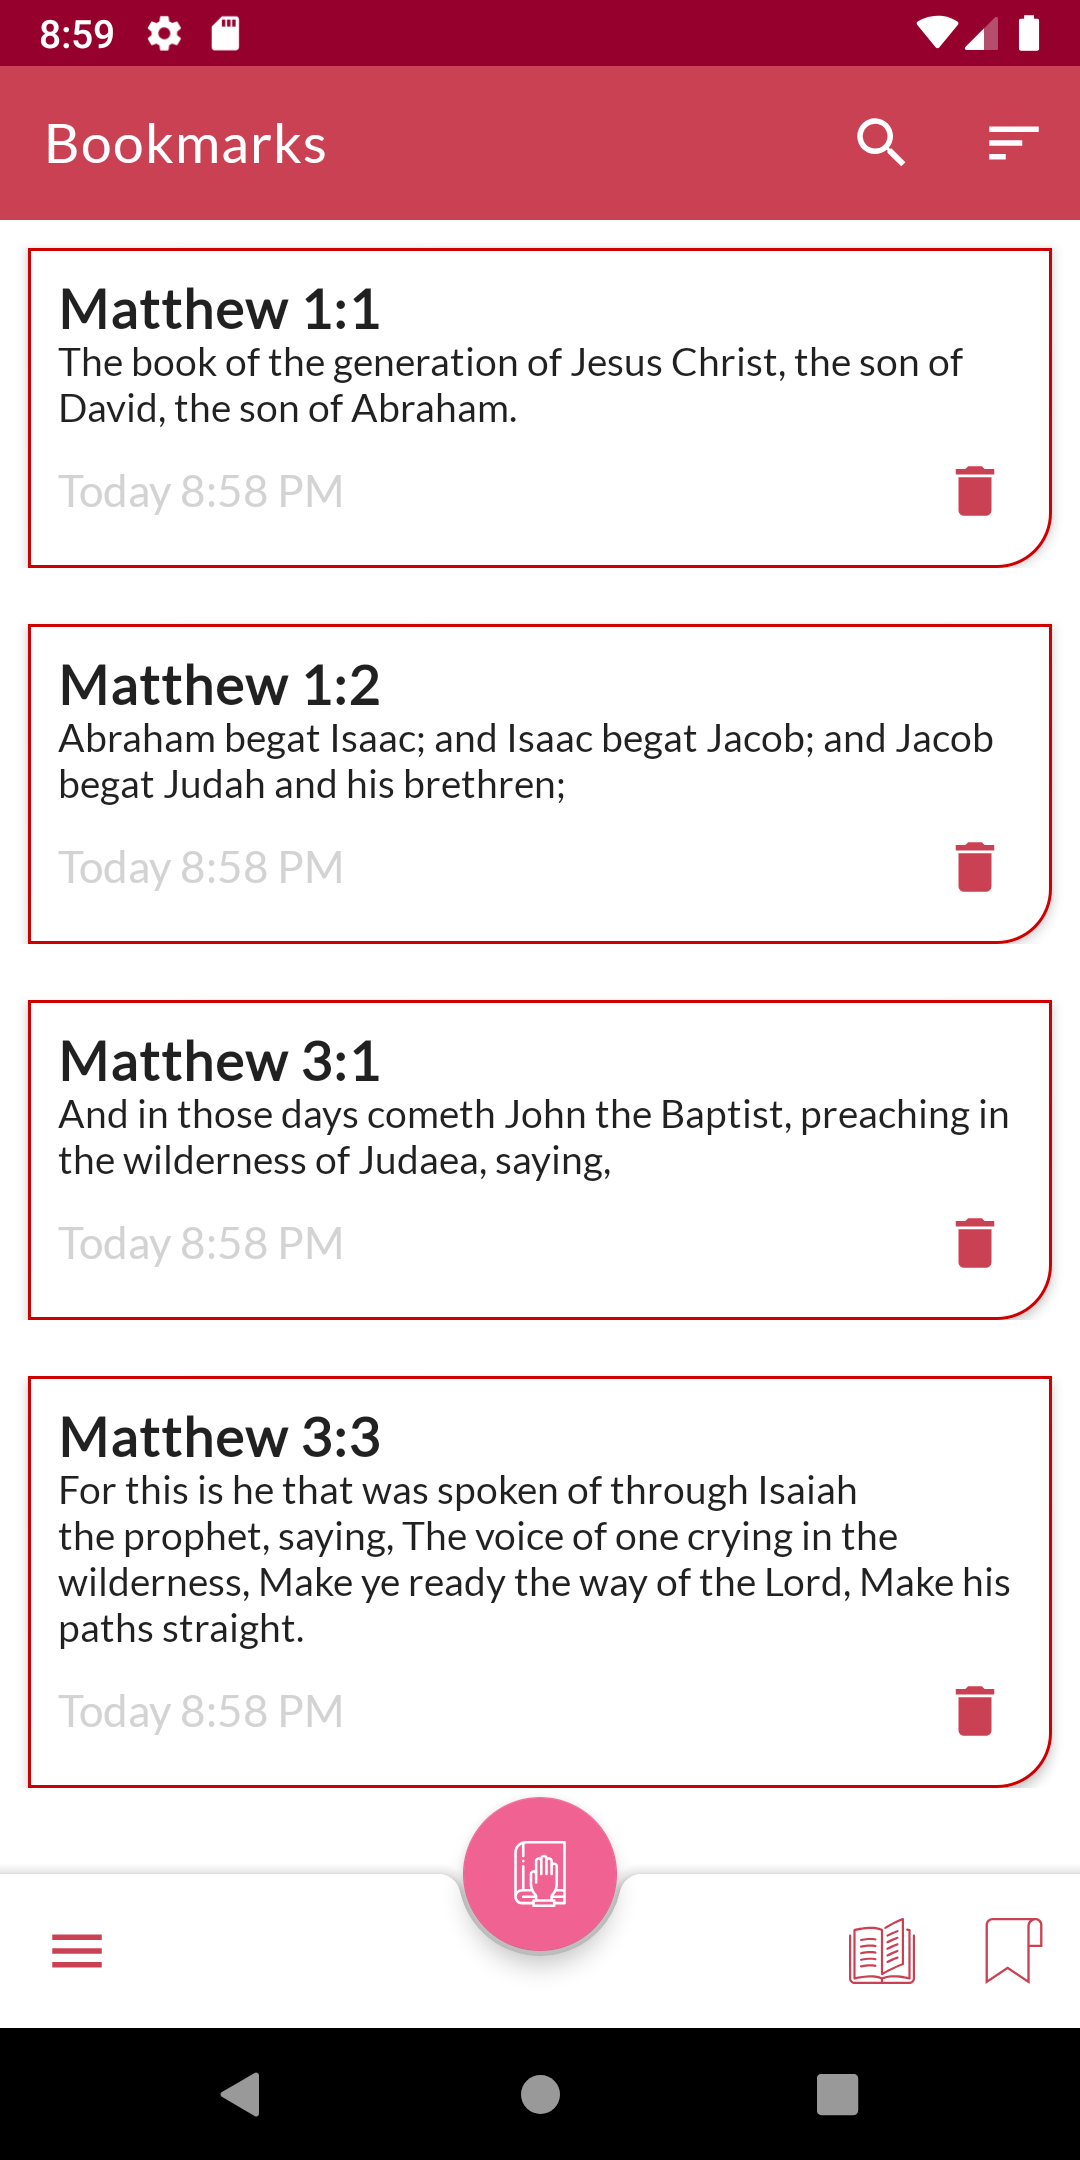 8:59
Bookmarks
Matthew 1:1
The book of the generation of Jesus Christ, the son of
David, the son of Abraham.
Today 8:58 PM
Matthew 1:2
Abraham begat Isaac; and Isaac begat Jacob; and Jacob
begat Judah and his brethren;
Today 8:58 PM
Matthew 3:1
And in those days cometh John the Baptist, preaching in
the wilderness of Judaea, saying,
Today 8:58 PM
Matthew 3:3
For this is he that was spoken of through Isaiah
the prophet, saying, The voice of one crying in the
wilderness, Make ye ready the way of the Lord, Make his
paths straight.
Today 8:58 PM